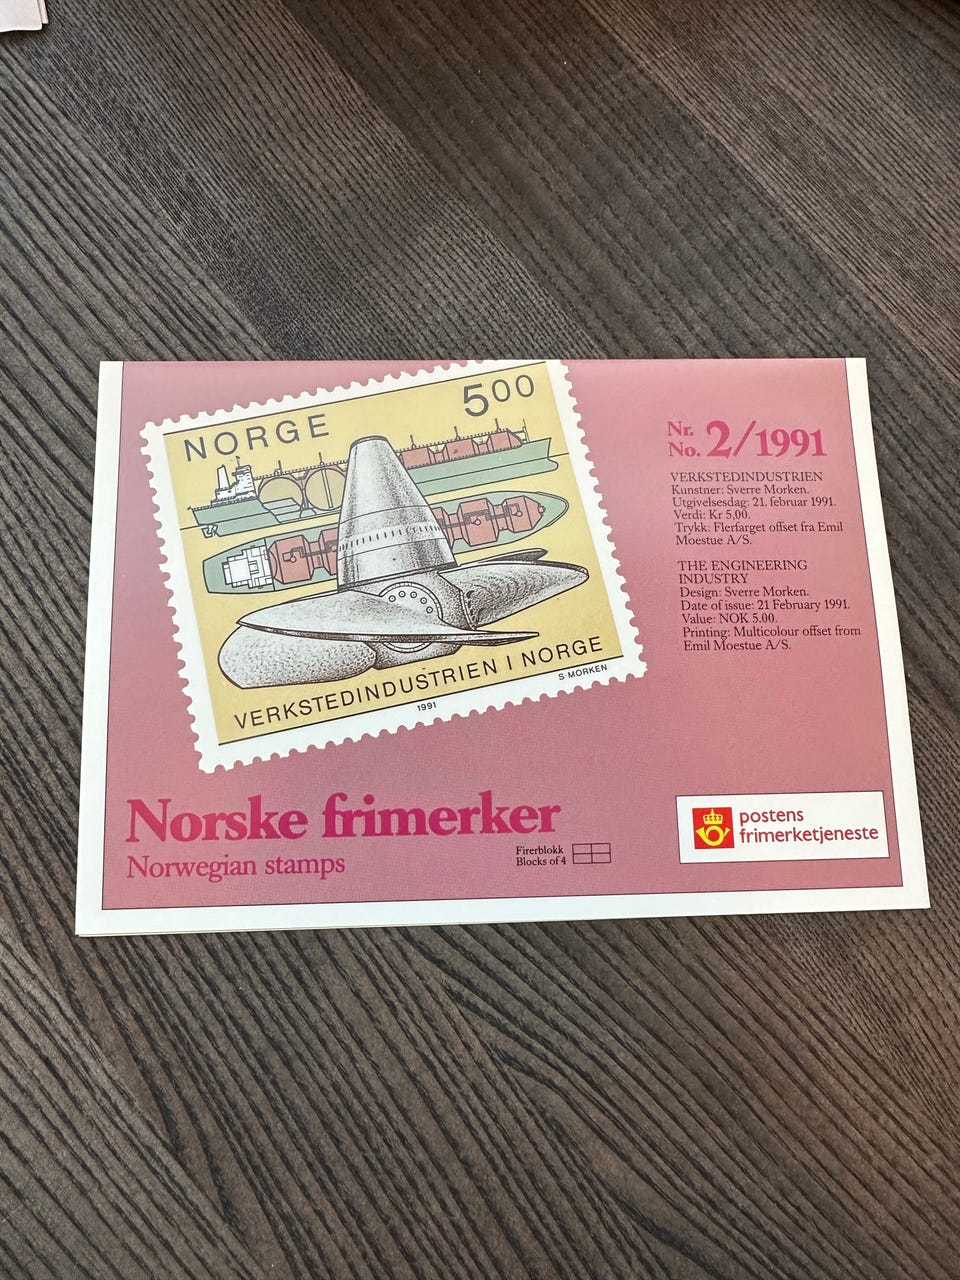 NORGE 500
VERKSTEDINDUSTRIEN I NORGE
1991
S·MORKEN
Nr.
No. 2/1991
VERKSTEDINDUSTRIEN
Kunstner: Sverre Morken.
Utgivelsesdag: 21. februar 1991.
Verdi: Kr 5,00.
Trykk: Flerfarget offset fra Emil
Moestue A/S.
THE ENGINEERING
INDUSTRY
Design: Sverre Morken.
Date of issue: 21 February 1991.
Value: NOK 5.00.
Printing: Multicolour offset from
Emil Moestue A/S.
Norske frimerker
Norwegian stamps
Firerblokk
Blocks of 4
postens
frimerketjeneste